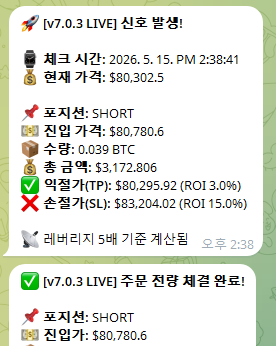 🚀 [v7.0.3 LIVE] 신호 발생!
⌚ 체크 시간: 2026. 5. 15. PM 2:38:41
💰 현재 가격: $80,302.5
📌 포지션: SHORT
💵 진입 가격: $80,780.6
📦 수량: 0.039 BTC
💰 총 금액: $3,172.806
✅ 익절가(TP): $80,295.92 (ROI 3.0%)
❌ 손절가(SL): $83,204.02 (ROI 15.0%)
📡 레버리지 5배 기준 계산됨
오후 2:38
✅ [v7.0.3 LIVE] 주문 전량 체결 완료!
📌 포지션: SHORT
💵 진입가: $80,780.6